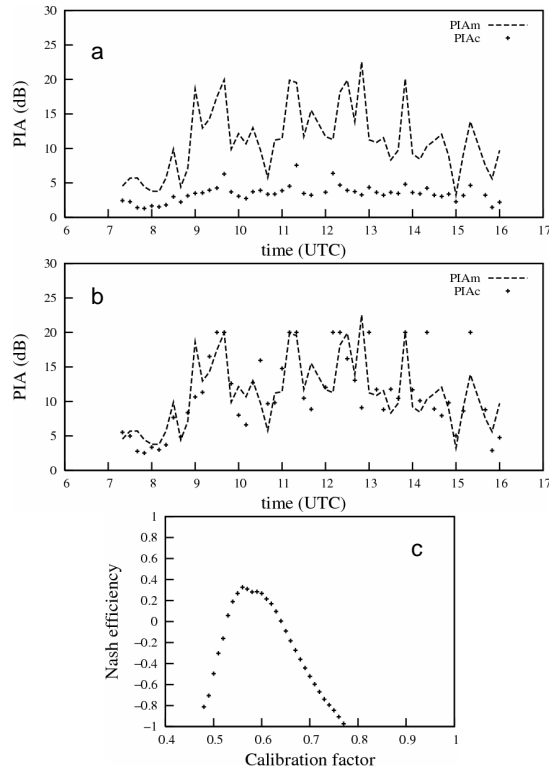 30
25
20
15
10
5
0
PIA (dB)
a
PIAm
PIAc
6 7 8 9 10 11 12 13 14 15 16 17
time (UTC)
30
25
20
15
10
5
0
PIA (dB)
b
PIAm
PIAc
6 7 8 9 10 11 12 13 14 15 16 17
time (UTC)
1
0.8
0.6
0.4
0.2
0
−0.2
−0.4
−0.6
−0.8
−1
Nash efficiency
c
0.4 0.5 0.6 0.7 0.8 0.9 1
Calibration factor